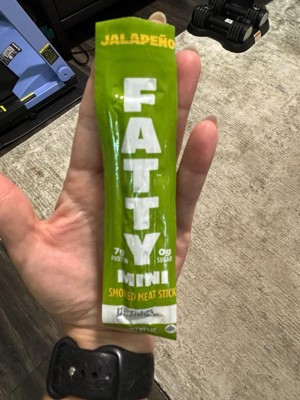 JALAPEÑO
FATTY
7g 0g
PROTEIN SUGAR
MINI
SMOKED MEAT STICK